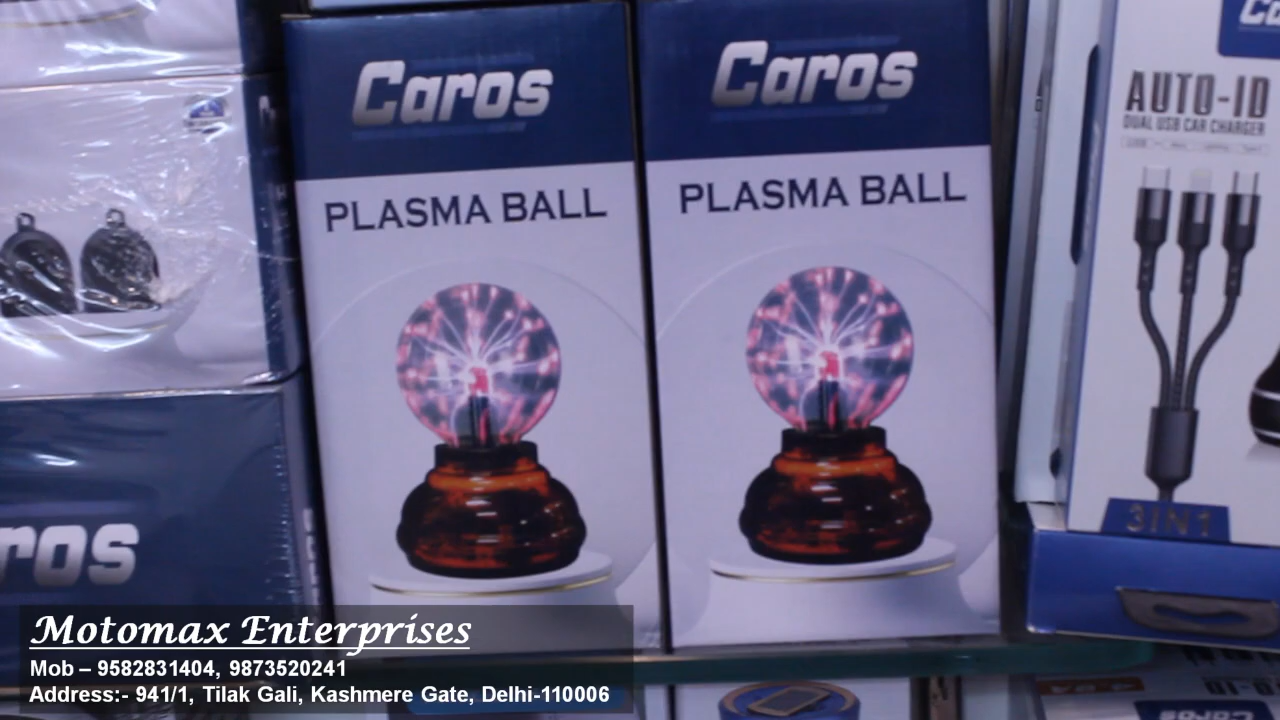 Caros
PLASMA BALL
Caros
PLASMA BALL
AUTO-ID
DUAL USB CAR CHARGER
3IN1
ros
Motomax Enterprises
Mob – 9582831404, 9873520241
Address:- 941/1, Tilak Gali, Kashmere Gate, Delhi-110006